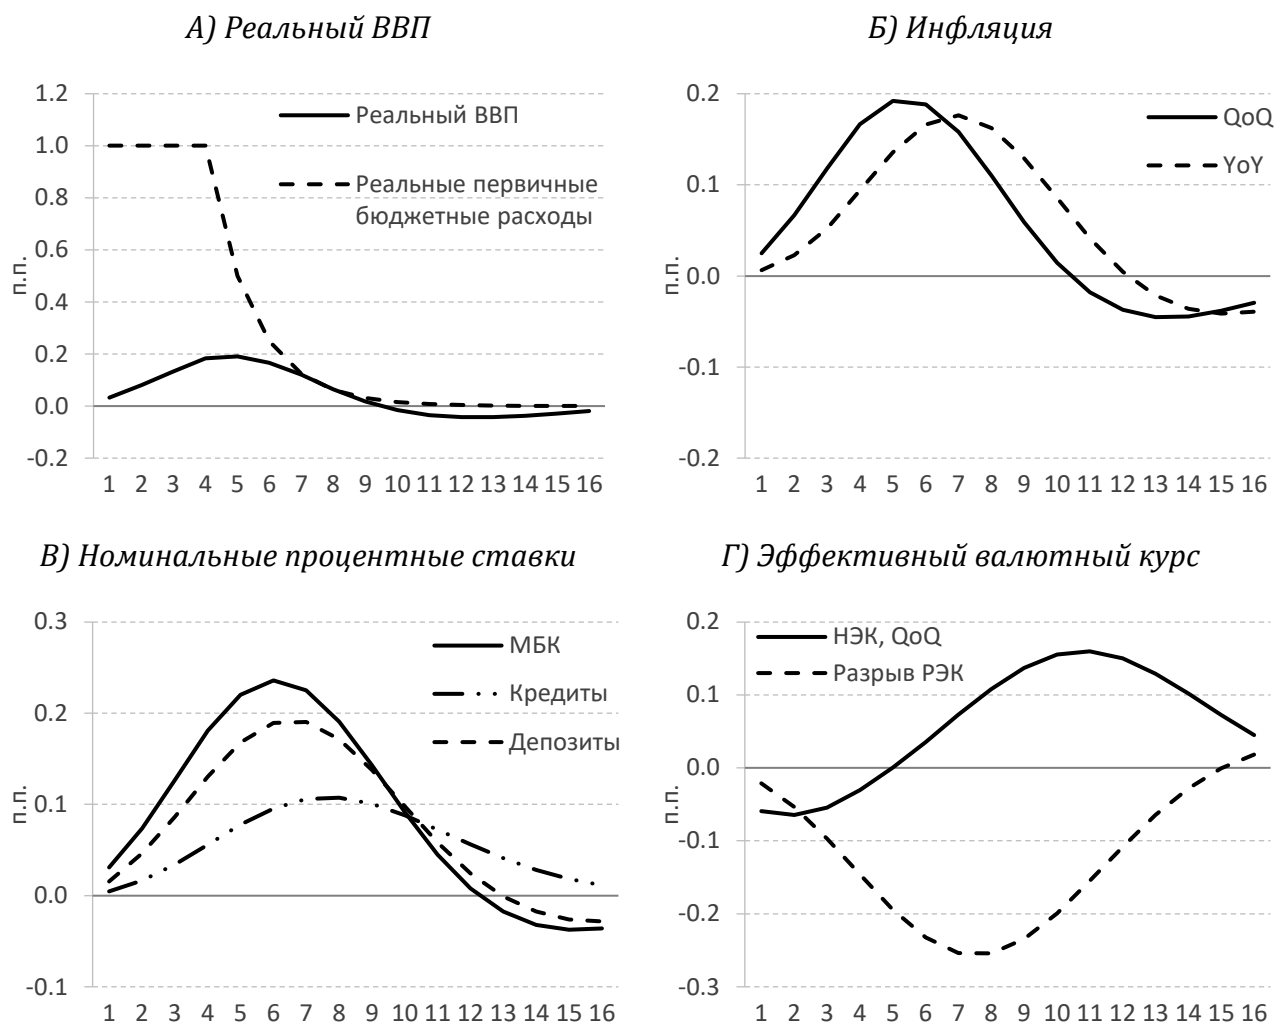 А) Реальный ВВП
1.2
1.0
0.8
0.6
0.4
0.2
0.0
-0.2
п.п.
Реальный ВВП
Реальные первичные
бюджетные расходы
1 2 3 4 5 6 7 8 9 10 11 12 13 14 15 16
Б) Инфляция
0.2
0.1
0.0
-0.1
-0.2
п.п.
QoQ
YoY
1 2 3 4 5 6 7 8 9 10 11 12 13 14 15 16
В) Номинальные процентные ставки
0.3
0.2
0.1
0.0
-0.1
п.п.
МБК
Кредиты
Депозиты
1 2 3 4 5 6 7 8 9 10 11 12 13 14 15 16
Г) Эффективный валютный курс
0.2
0.1
0.0
-0.1
-0.2
-0.3
п.п.
НЭК, QoQ
Разрыв РЭК
1 2 3 4 5 6 7 8 9 10 11 12 13 14 15 16